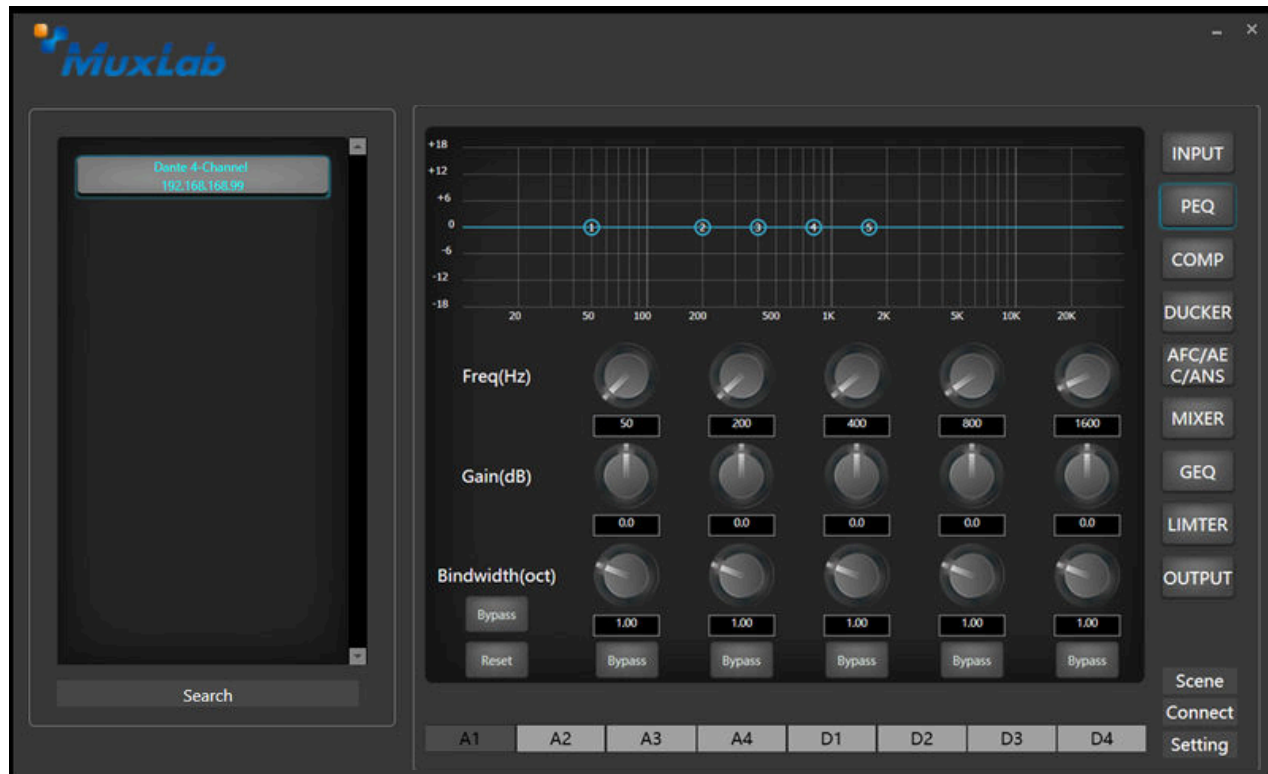 MuxLab
Dante 4-Channel
192.168.168.99
Search
+18
+12
+6
0
-6
-12
-18
1 2 3 4 5
20 50 100 200 500 1K 2K 5K 10K 20K
Freq(Hz)
50 200 400 800 1600
Gain(dB)
0.0 0.0 0.0 0.0 0.0
Bindwidth(oct)
1.00 1.00 1.00 1.00 1.00
Bypass
Reset Bypass Bypass Bypass Bypass Bypass
A1 A2 A3 A4 D1 D2 D3 D4
INPUT
PEQ
COMP
DUCKER
AFC/AE
C/ANS
MIXER
GEQ
LIMTER
OUTPUT
Scene
Connect
Setting